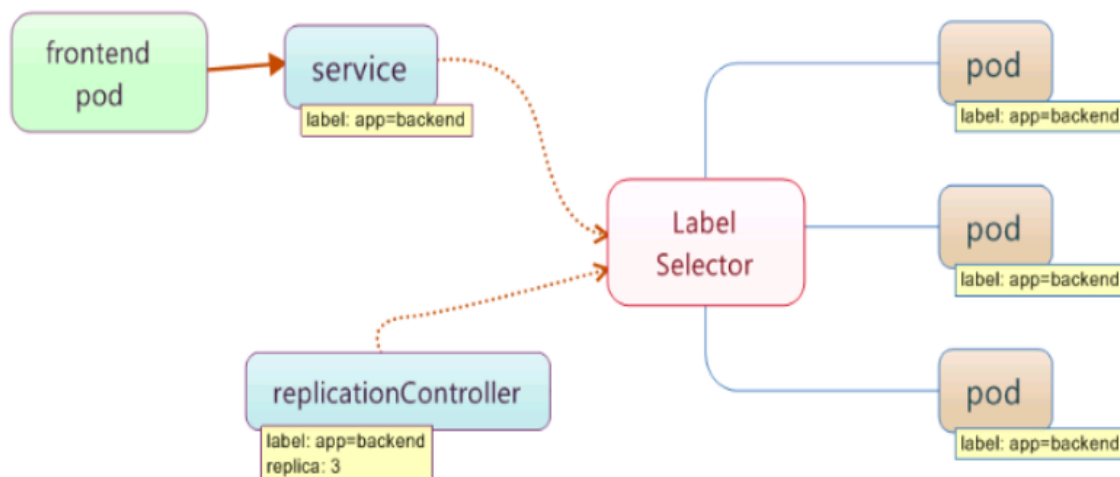 frontend
pod
service
label: app=backend
pod
label: app=backend
Label
Selector
pod
label: app=backend
replicationController
label: app=backend
replica: 3
pod
label: app=backend